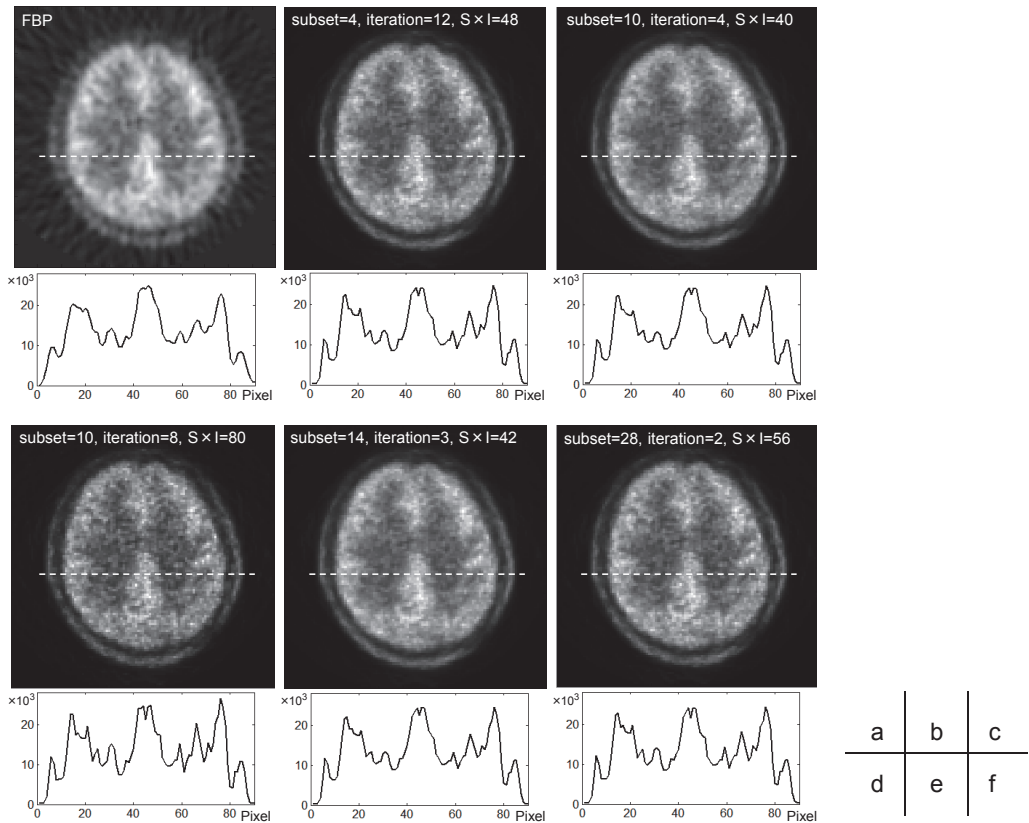 FBP
subset=4, iteration=12, S×I=48
subset=10, iteration=4, S×I=40
×10³
20
10
0
0 20 40 60 80 Pixel
×10³
20
10
0
0 20 40 60 80 Pixel
×10³
20
10
0
0 20 40 60 80 Pixel
subset=10, iteration=8, S×I=80
subset=14, iteration=3, S×I=42
subset=28, iteration=2, S×I=56
×10³
20
10
0
0 20 40 60 80 Pixel
×10³
20
10
0
0 20 40 60 80 Pixel
×10³
20
10
0
0 20 40 60 80 Pixel
a b c
d e f